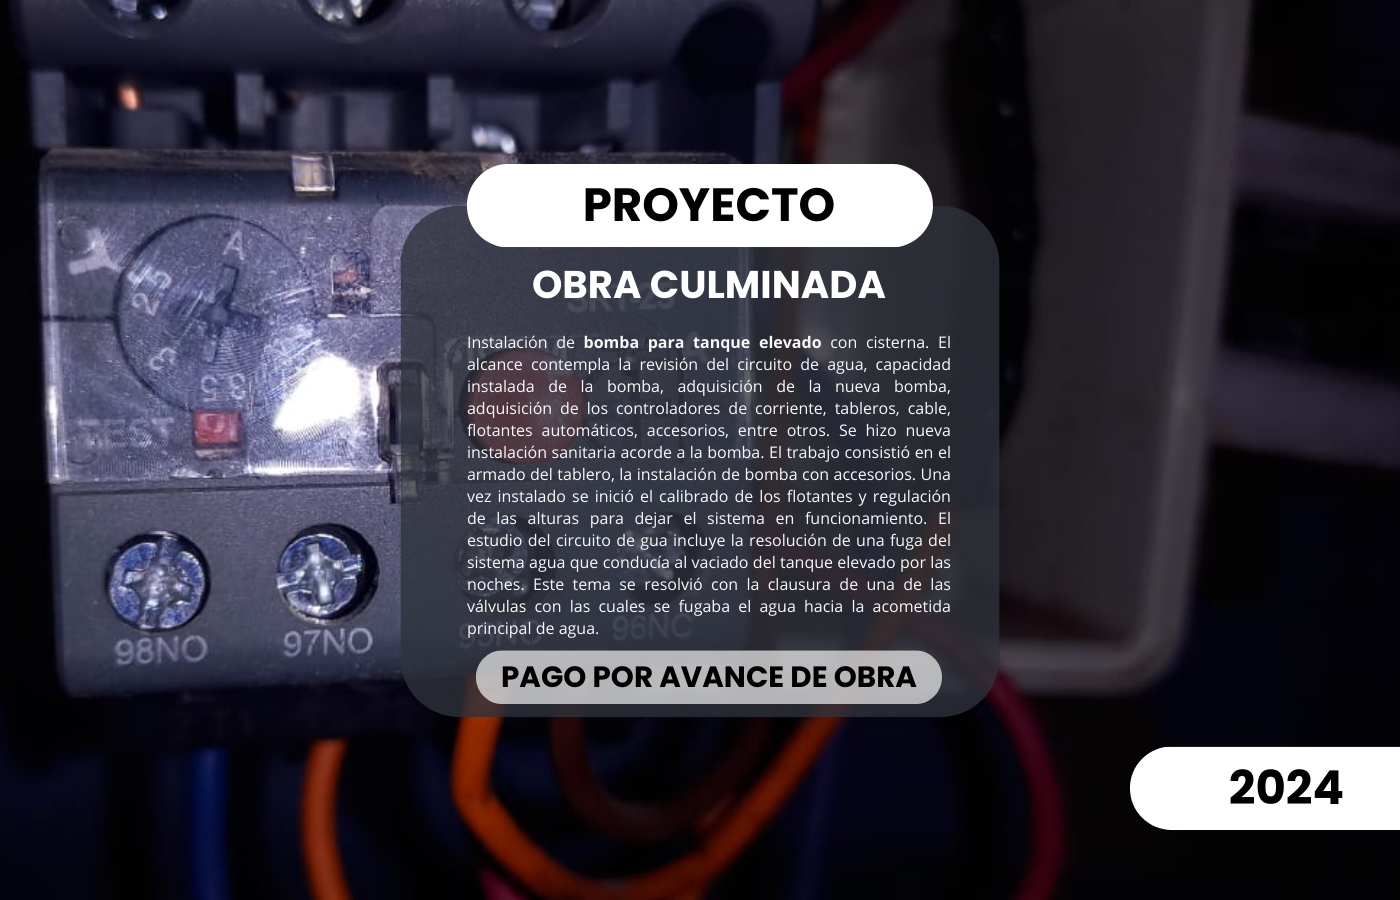 PROYECTO
OBRA CULMINADA
Instalación de bomba para tanque elevado con cisterna. El
alcance contempla la revisión del circuito de agua, capacidad
instalada de la bomba, adquisición de la nueva bomba,
adquisición de los controladores de corriente, tableros, cable,
flotantes automáticos, accesorios, entre otros. Se hizo nueva
instalación sanitaria acorde a la bomba. El trabajo consistió en el
armado del tablero, la instalación de bomba con accesorios. Una
vez instalado se inició el calibrado de los flotantes y regulación
de las alturas para dejar el sistema en funcionamiento. El
estudio del circuito de gua incluye la resolución de una fuga del
sistema agua que conducía al vaciado del tanque elevado por las
noches. Este tema se resolvió con la clausura de una de las
válvulas con las cuales se fugaba el agua hacia la acometida
principal de agua.
PAGO POR AVANCE DE OBRA
2024
A
2.5
3
3.5
TEST
98NO
97NO
96NC